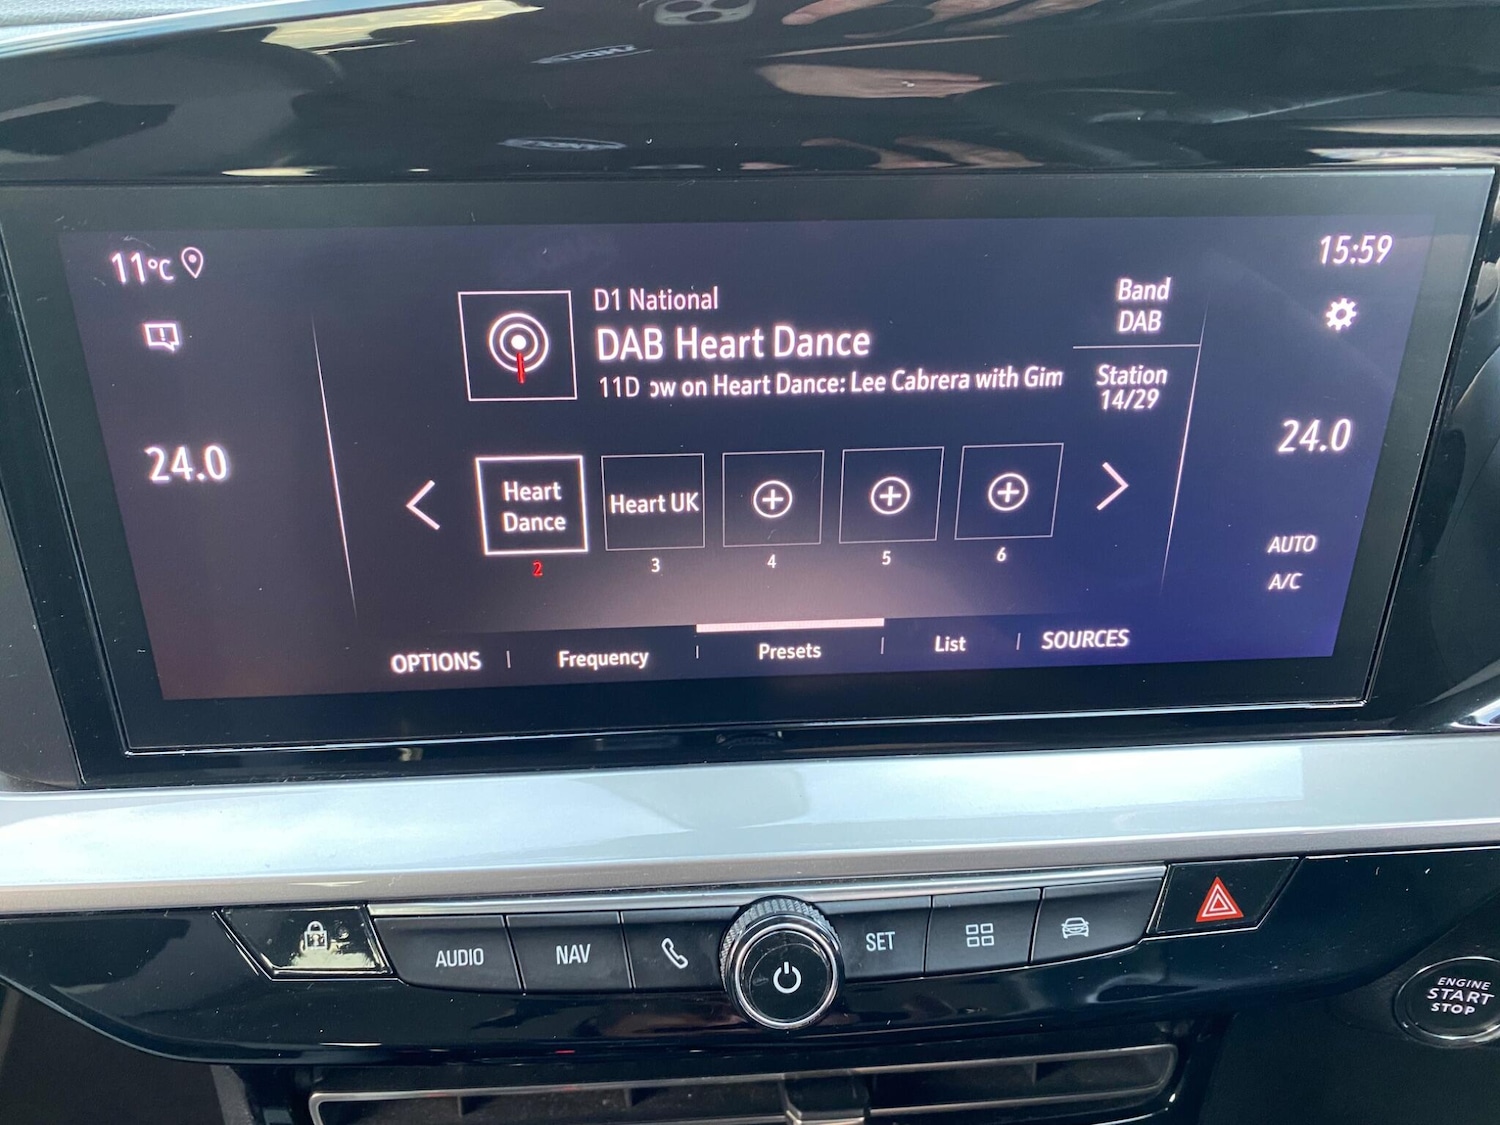 11°C
15:59
D1 National
DAB Heart Dance
11D ow on Heart Dance: Lee Cabrera with Gim
Band
DAB
Station
14/29
24.0
24.0
Heart
Dance
Heart UK
2
3
4
5
6
AUTO
A/C
OPTIONS
Frequency
Presets
List
SOURCES
AUDIO
NAV
SET
ENGINE
START
STOP